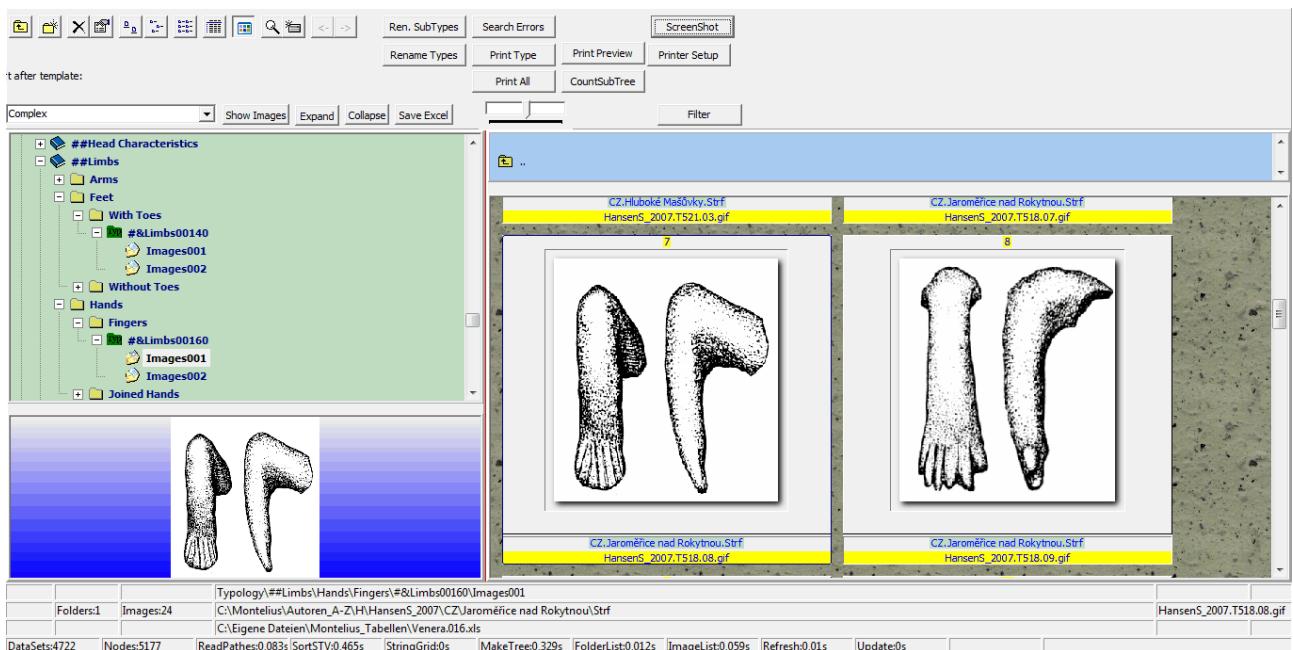 <- ->
Ren. SubTypes
Search Errors
ScreenShot
Rename Types
Print Type
Print Preview
Printer Setup
t after template:
Print All
CountSubTree
Complex
Show Images
Expand
Collapse
Save Excel
Filter
##Head Characteristics
##Limbs
Arms
Feet
With Toes
#&Limbs00140
Images001
Images002
Without Toes
Hands
Fingers
#&Limbs00160
Images001
Images002
Joined Hands
..
CZ.Hluboké Mašůvky.Strf
HansenS_2007.T521.03.gif
CZ.Jaroměřice nad Rokytnou.Strf
HansenS_2007.T518.07.gif
7
8
CZ.Jaroměřice nad Rokytnou.Strf
HansenS_2007.T518.08.gif
CZ.Jaroměřice nad Rokytnou.Strf
HansenS_2007.T518.09.gif
Typology\##Limbs\Hands\Fingers\#&Limbs00160\Images001
Folders:1 Images:24 C:\Montelius\Autoren_A-Z\H\HansenS_2007\CZ\Jaroměřice nad Rokytnou\Strf HansenS_2007.T518.08.gif
C:\Eigene Dateien\Montelius_Tabellen\Venera.016.xls
DataSets:4722 Nodes:5177 ReadPathes:0.083s SortSTV:0.465s StringGrid:0s MakeTree:0.329s FolderList:0.012s ImageList:0.059s Refresh:0.01s Update:0s